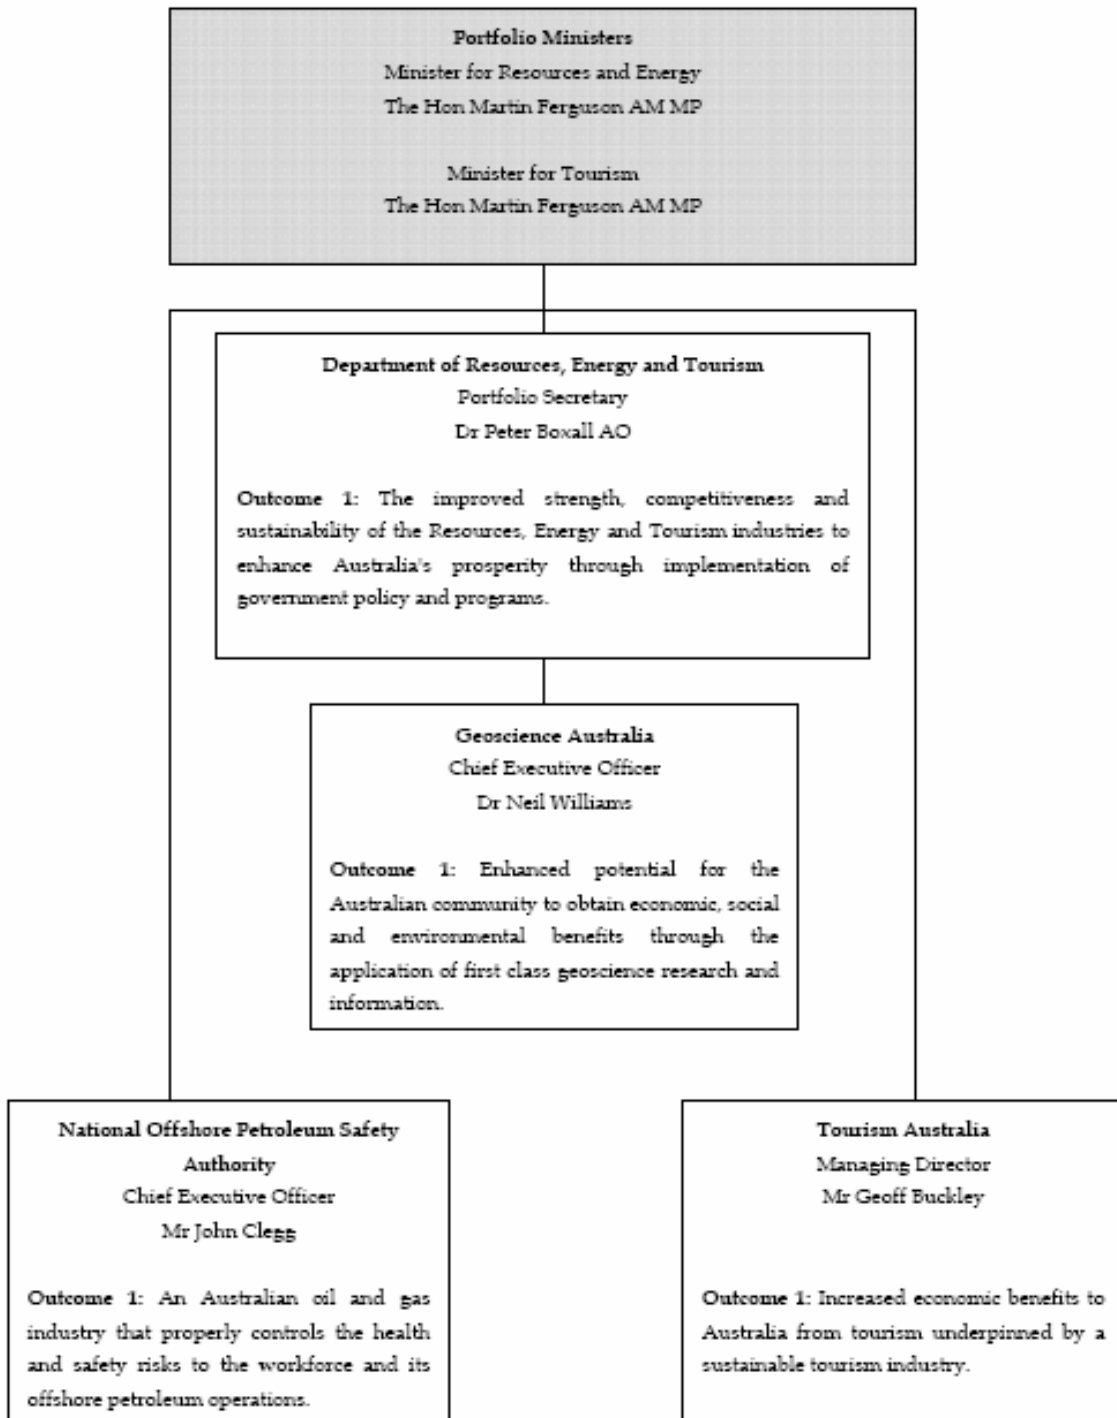 Portfolio Ministers
Minister for Resources and Energy
The Hon Martin Ferguson AM MP
Minister for Tourism
The Hon Martin Ferguson AM MP
Department of Resources, Energy and Tourism
Portfolio Secretary
Dr Peter Boxall AO
Outcome 1: The improved strength, competitiveness and
sustainability of the Resources, Energy and Tourism industries to
enhance Australia's prosperity through implementation of
government policy and programs.
Geoscience Australia
Chief Executive Officer
Dr Neil Williams
Outcome 1: Enhanced potential for the
Australian community to obtain economic, social
and environmental benefits through the
application of first class geoscience research and
information.
National Offshore Petroleum Safety
Authority
Chief Executive Officer
Mr John Clegg
Outcome 1: An Australian oil and gas
industry that properly controls the health
and safety risks to the workforce and its
offshore petroleum operations.
Tourism Australia
Managing Director
Mr Geoff Buckley
Outcome 1: Increased economic benefits to
Australia from tourism underpinned by a
sustainable tourism industry.